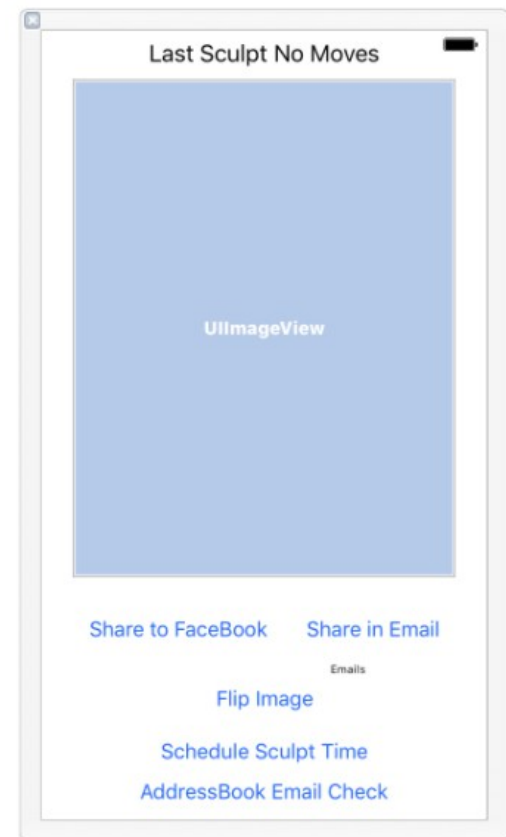 Last Sculpt No Moves
UIImageView
Share to FaceBook Share in Email
Emails
Flip Image
Schedule Sculpt Time
AddressBook Email Check